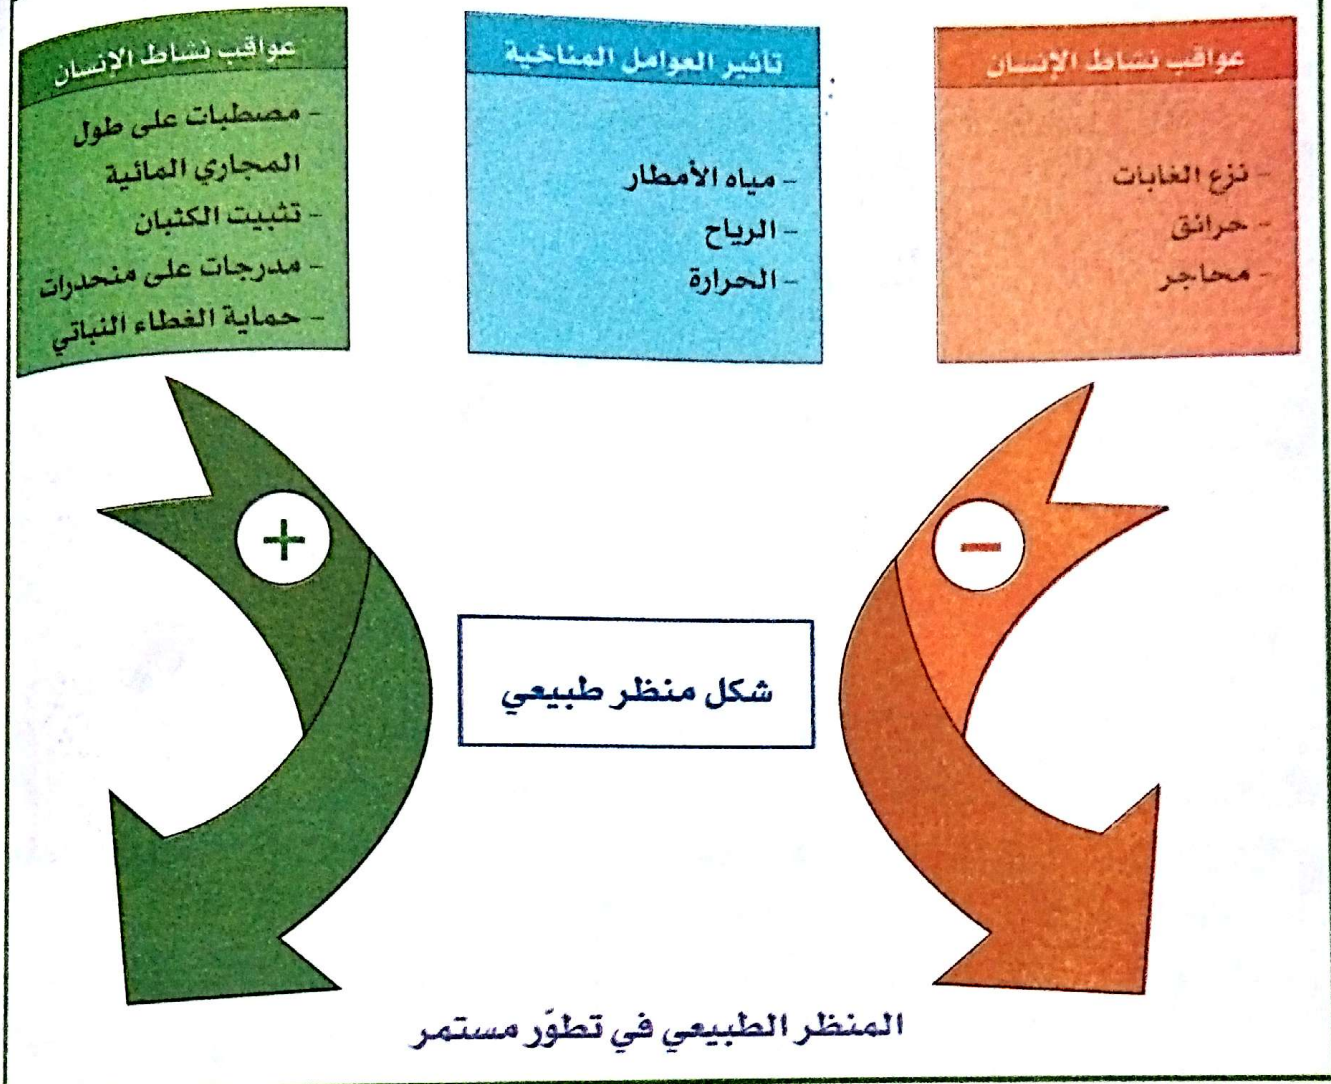 عواقب نشاط الإنسان
- نزع الغابات
- حرائق
- محاجر
تأثير العوامل المناخية
- مياه الأمطار
- الرياح
- الحرارة
عواقب نشاط الإنسان
- مصطبات على طول
المجاري المائية
- تثبيت الكثبان
- مدرجات على منحدرات
- حماية الغطاء النباتي
−
+
شكل منظر طبيعي
المنظر الطبيعي في تطوّر مستمر